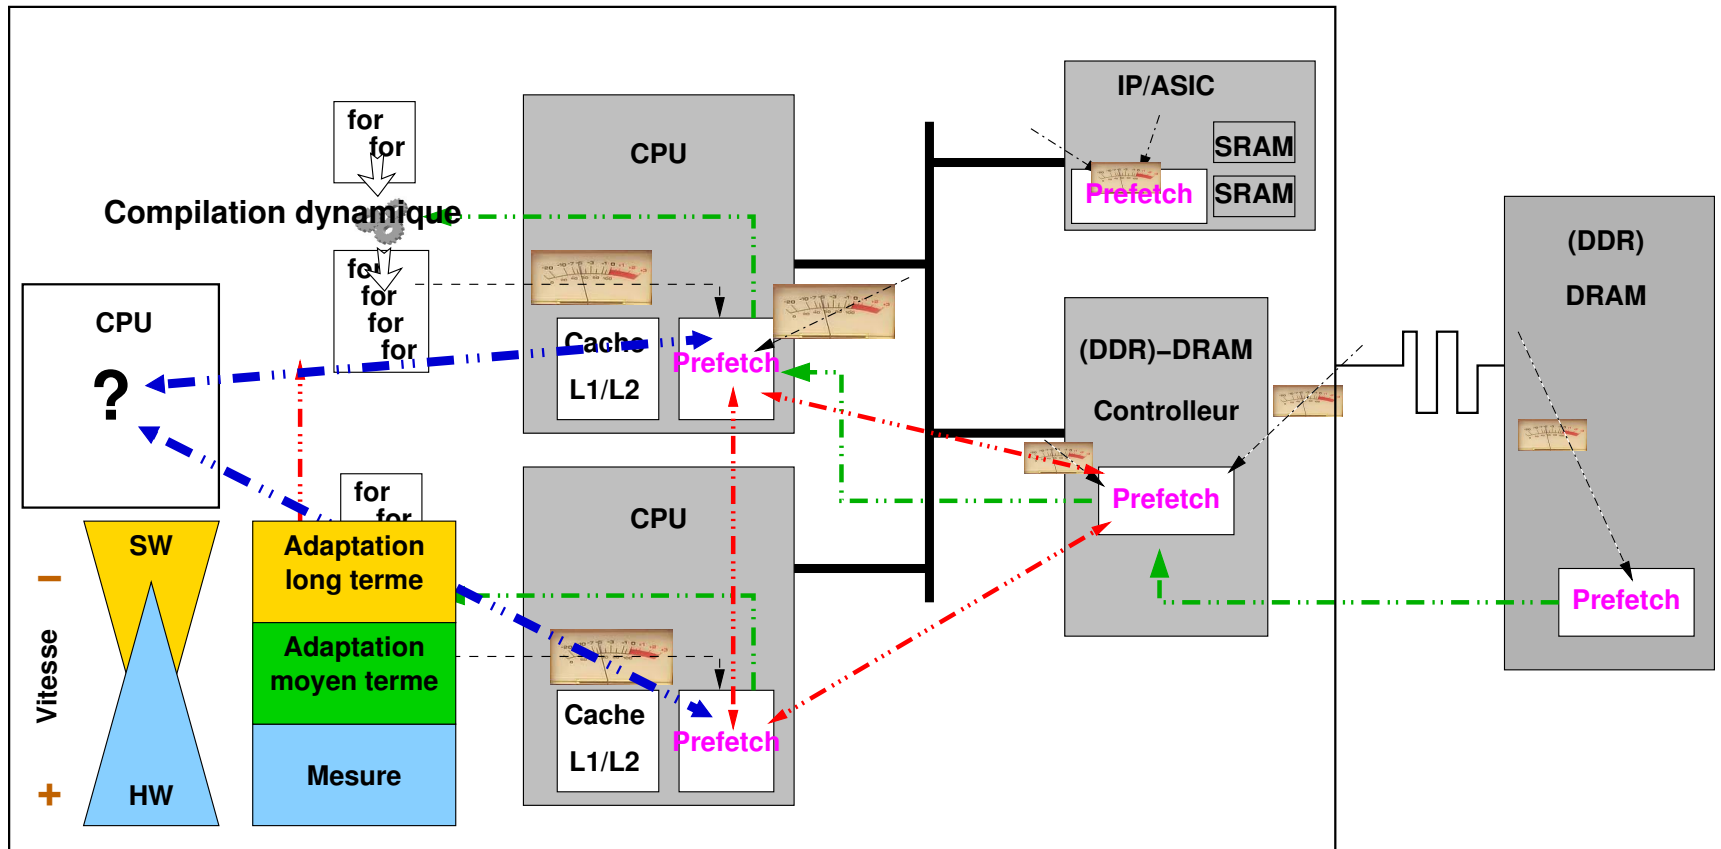 for
for
Compilation dynamique
for
for
for
for
CPU
?
for
for
CPU
Cache
L1/L2
Prefetch
CPU
Cache
L1/L2
Prefetch
IP/ASIC
SRAM
SRAM
Prefetch
(DDR)–DRAM
Controlleur
Prefetch
(DDR)
DRAM
Prefetch
SW
HW
–
Vitesse
+
Adaptation
long terme
Adaptation
moyen terme
Mesure